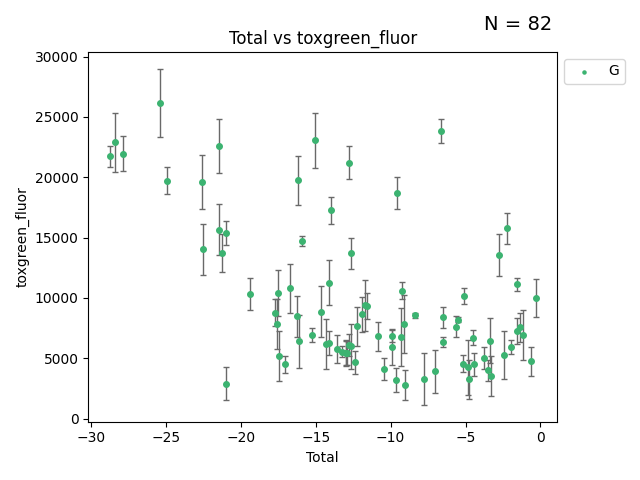 N = 82
Total vs toxgreen_fluor
G
toxgreen_fluor
30000
25000
20000
15000
10000
5000
0
−30 −25 −20 −15 −10 −5 0
Total